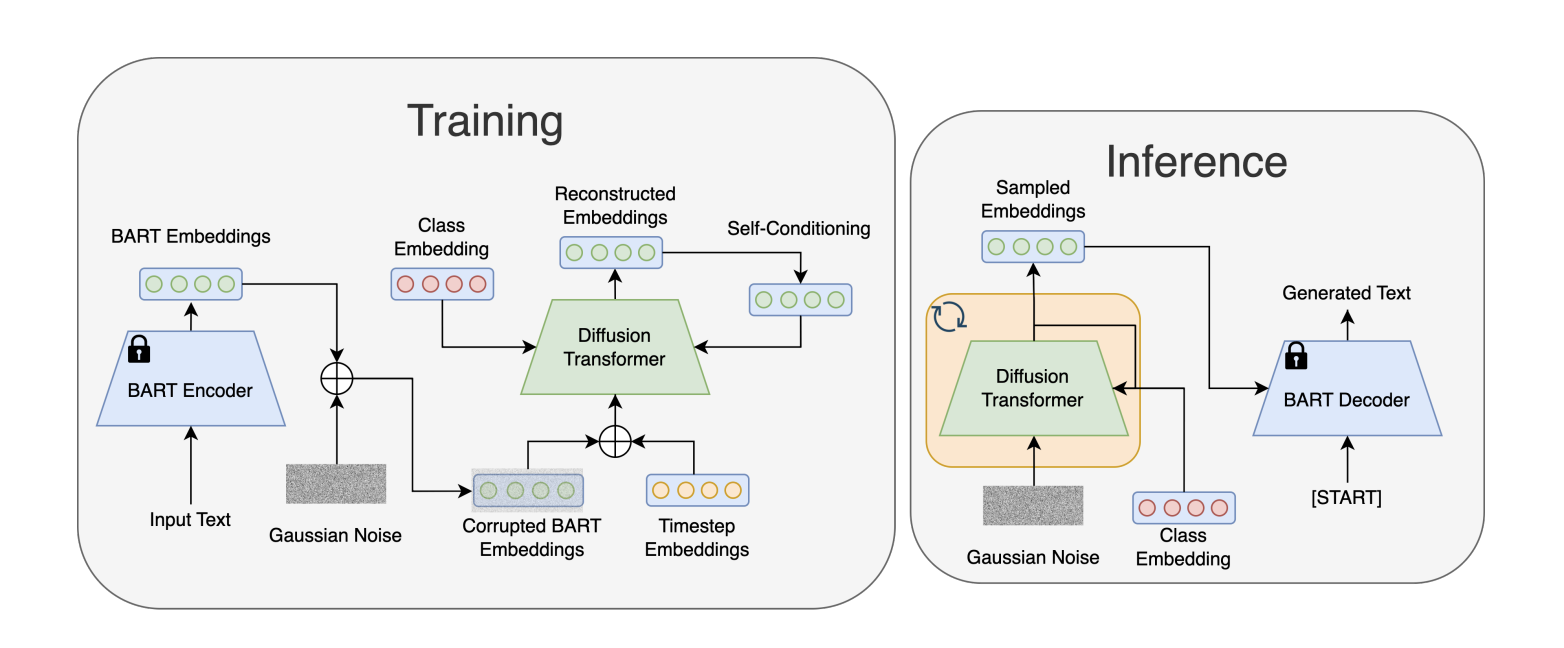 Training
BART Embeddings
BART Encoder
Input Text
Gaussian Noise
Class
Embedding
Reconstructed
Embeddings
Self-Conditioning
Diffusion
Transformer
Corrupted BART
Embeddings
Timestep
Embeddings
Inference
Sampled
Embeddings
Diffusion
Transformer
Gaussian Noise
Class
Embedding
Generated Text
BART Decoder
[START]